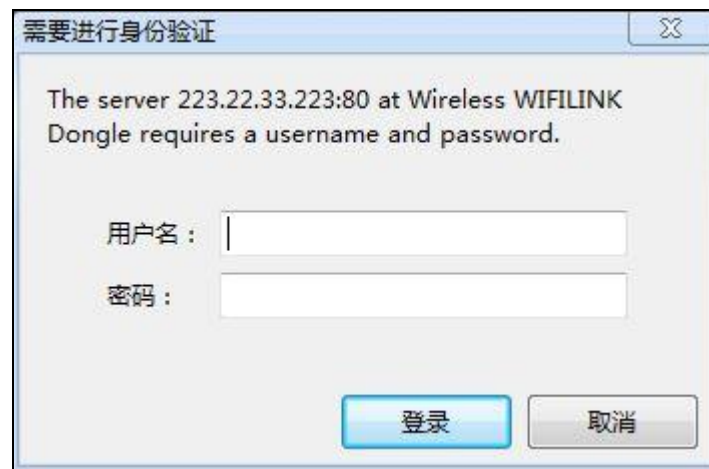 需要进行身份验证
The server 223.22.33.223:80 at Wireless WIFILINK
Dongle requires a username and password.
用户名：
密码：
登录 取消